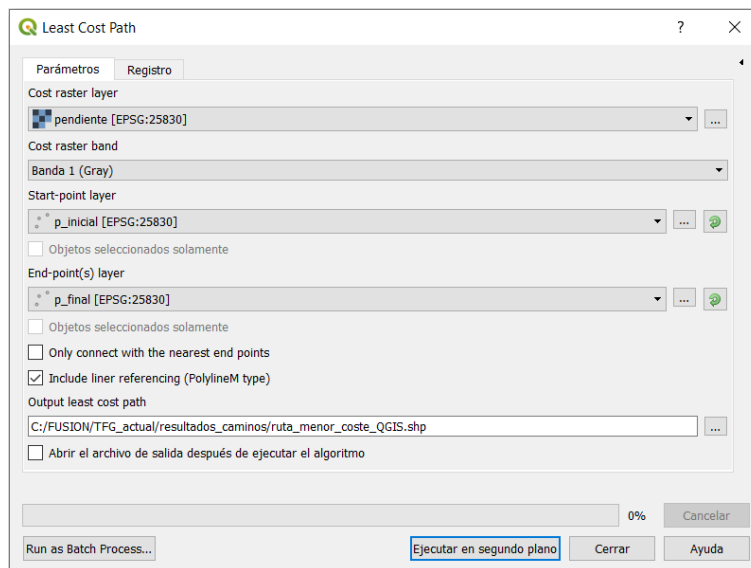 Least Cost Path
?
Parámetros
Registro
Cost raster layer
pendiente [EPSG:25830]
...
Cost raster band
Banda 1 (Gray)
Start-point layer
p_inicial [EPSG:25830]
...
Objetos seleccionados solamente
End-point(s) layer
p_final [EPSG:25830]
...
Objetos seleccionados solamente
Only connect with the nearest end points
Include liner referencing (PolylineM type)
Output least cost path
C:/FUSION/TFG_actual/resultados_caminos/ruta_menor_coste_QGIS.shp
...
Abrir el archivo de salida después de ejecutar el algoritmo
0%
Cancelar
Run as Batch Process...
Ejecutar en segundo plano
Cerrar
Ayuda